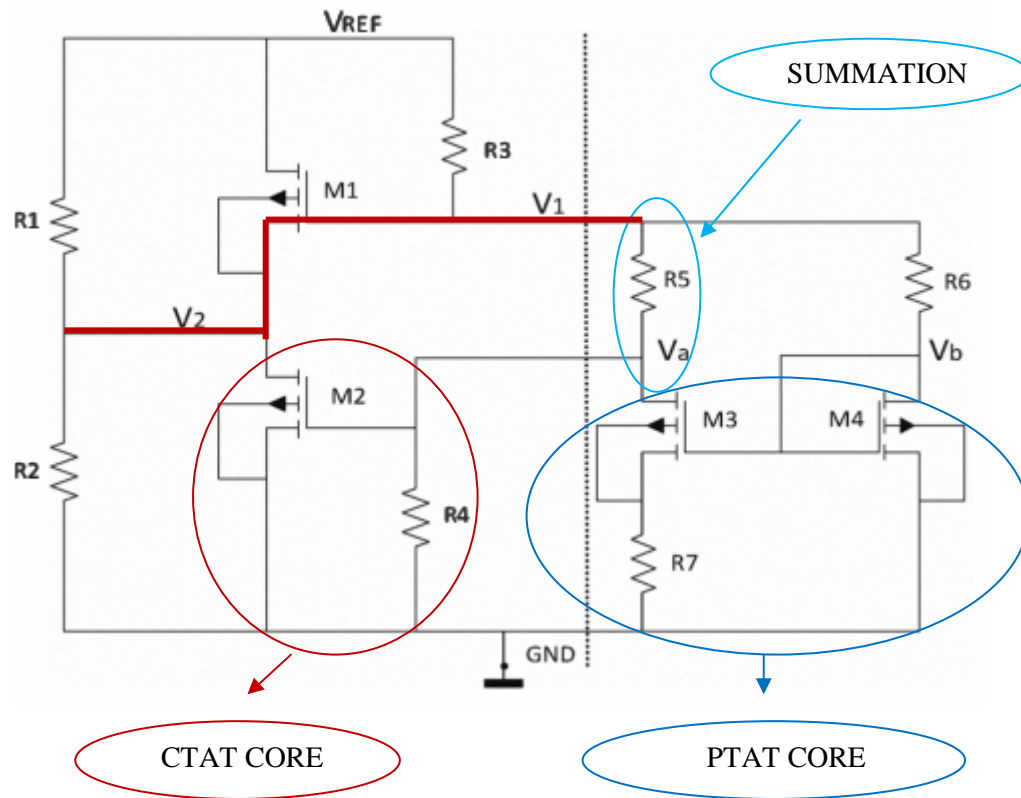 VREF
SUMMATION
R3
M1
R1
V1
R5
R6
V2
Va
Vb
M2
M3
M4
R2
R4
R7
GND
CTAT CORE
PTAT CORE